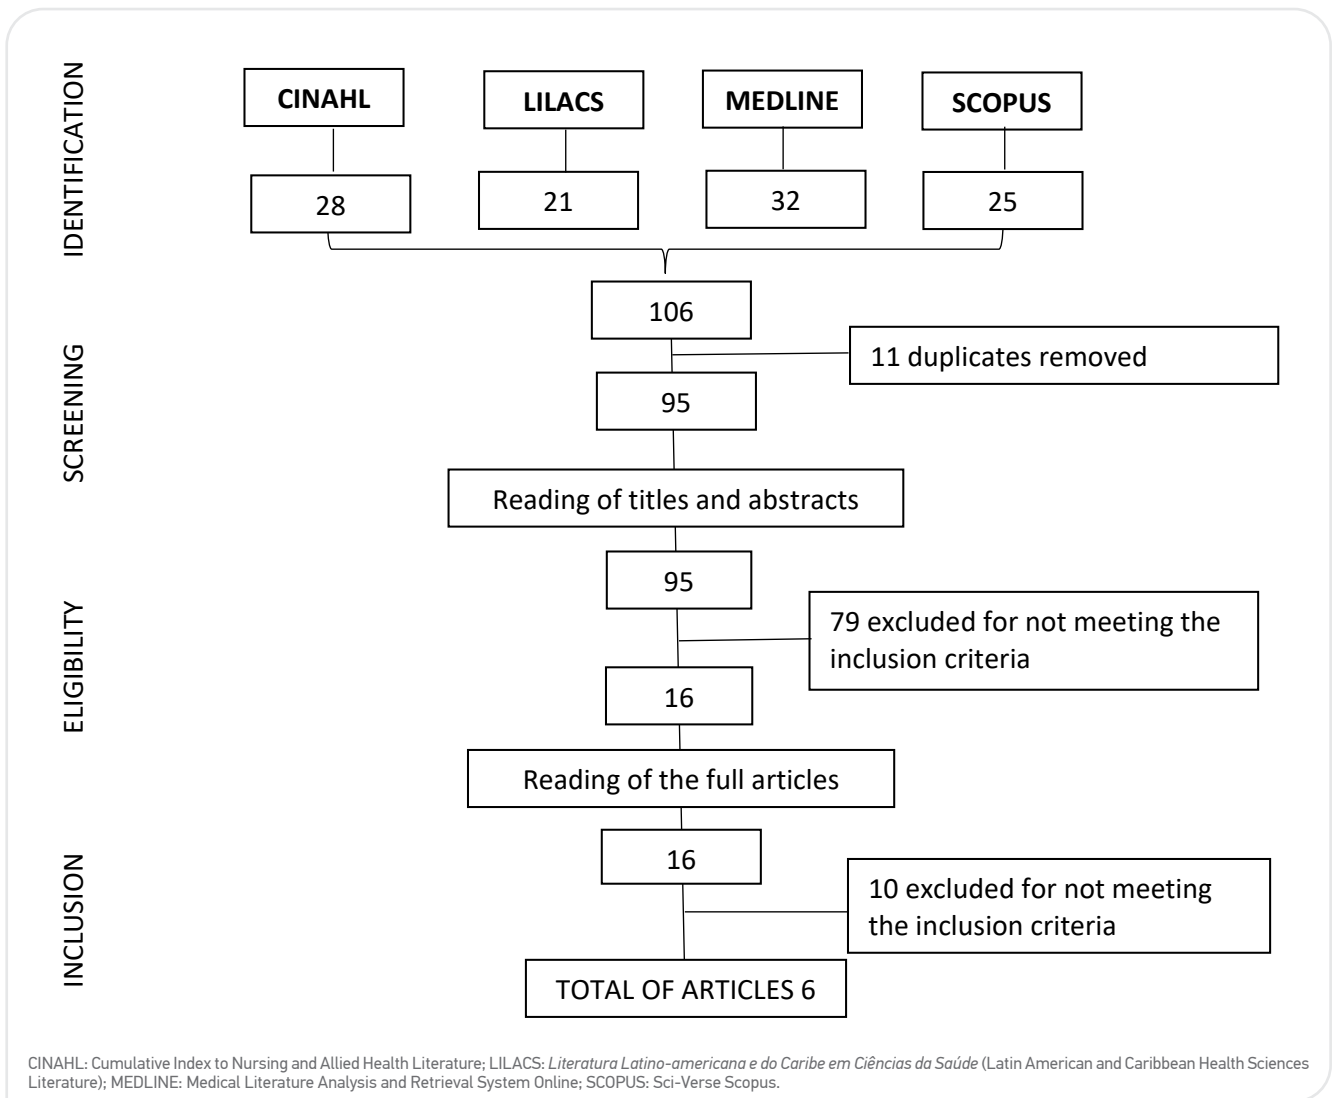 IDENTIFICATION
CINAHL
LILACS
MEDLINE
SCOPUS
28
21
32
25
106
SCREENING
11 duplicates removed
95
Reading of titles and abstracts
95
ELIGIBILITY
79 excluded for not meeting the
inclusion criteria
16
Reading of the full articles
16
INCLUSION
10 excluded for not meeting
the inclusion criteria
TOTAL OF ARTICLES 6
CINAHL: Cumulative Index to Nursing and Allied Health Literature; LILACS: Literatura Latino-americana e do Caribe em Ciências da Saúde (Latin American and Caribbean Health Sciences
Literature); MEDLINE: Medical Literature Analysis and Retrieval System Online; SCOPUS: Sci-Verse Scopus.